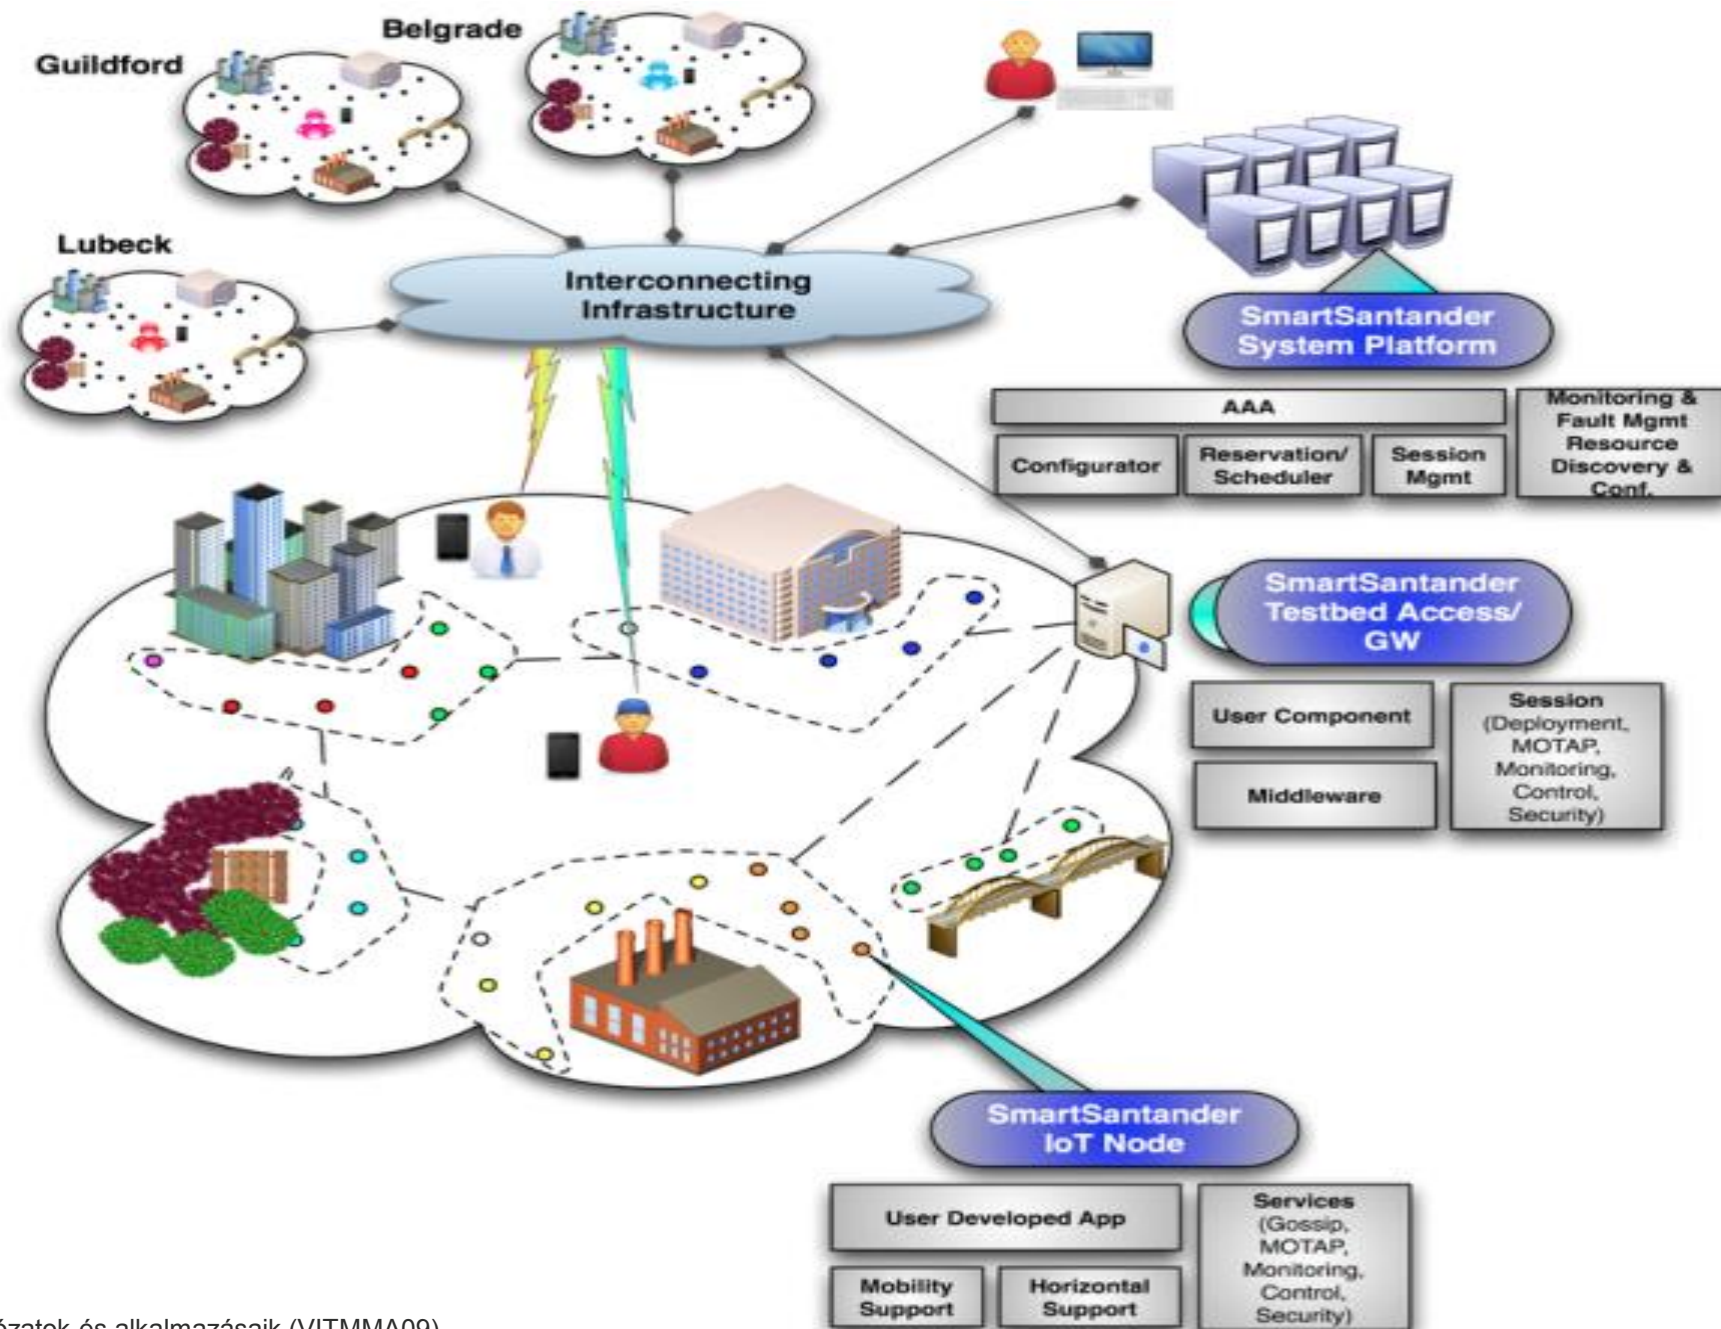 Belgrade
Guildford
Lubeck
Interconnecting
Infrastructure
SmartSantander
System Platform
AAA
Configurator
Reservation/
Scheduler
Session
Mgmt
Monitoring &
Fault Mgmt
Resource
Discovery &
Conf.
SmartSantander
Testbed Access/
GW
User Component
Middleware
Session
(Deployment,
MOTAP,
Monitoring,
Control,
Security)
SmartSantander
IoT Node
User Developed App
Mobility
Support
Horizontal
Support
Services
(Gossip,
MOTAP,
Monitoring,
Control,
Security)
és alkalmazásaik (VITMMA09)